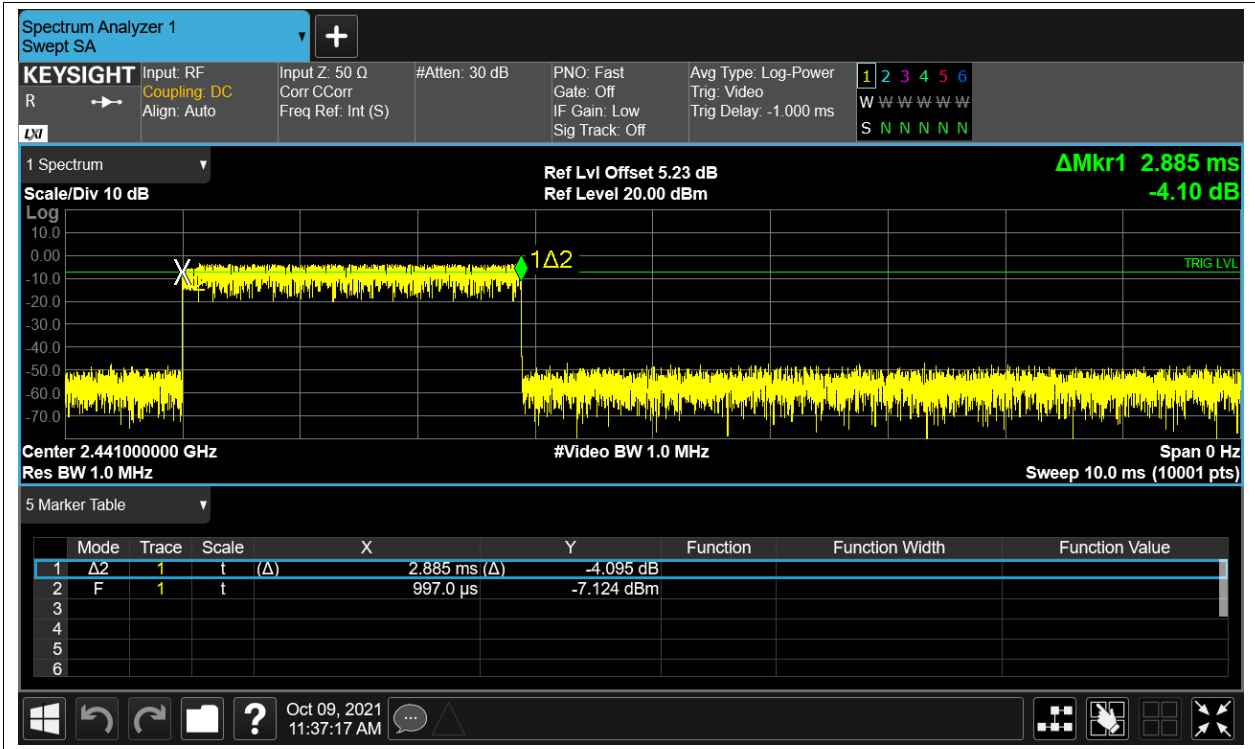 Spectrum Analyzer 1
Swept SA
+
KEYSIGHT
R
LXI
Input: RF
Coupling: DC
Align: Auto
Input Z: 50 Ω
Corr CCorr
Freq Ref: Int (S)
#Atten: 30 dB
PNO: Fast
Gate: Off
IF Gain: Low
Sig Track: Off
Avg Type: Log-Power
Trig: Video
Trig Delay: -1.000 ms
1 2 3 4 5 6
W W W W W W
S N N N N N
1 Spectrum
Scale/Div 10 dB
Ref Lvl Offset 5.23 dB
Ref Level 20.00 dBm
ΔMkr1 2.885 ms
-4.10 dB
Log
10.0
0.00
-10.0
-20.0
-30.0
-40.0
-50.0
-60.0
-70.0
1Δ2
TRIG LVL
Center 2.441000000 GHz
Res BW 1.0 MHz
#Video BW 1.0 MHz
Span 0 Hz
Sweep 10.0 ms (10001 pts)
5 Marker Table
Mode Trace Scale X Y Function Function Width Function Value
1 Δ2 1 t (Δ) 2.885 ms (Δ) -4.095 dB
2 F 1 t 997.0 µs -7.124 dBm
3
4
5
6
?
Oct 09, 2021
11:37:17 AM